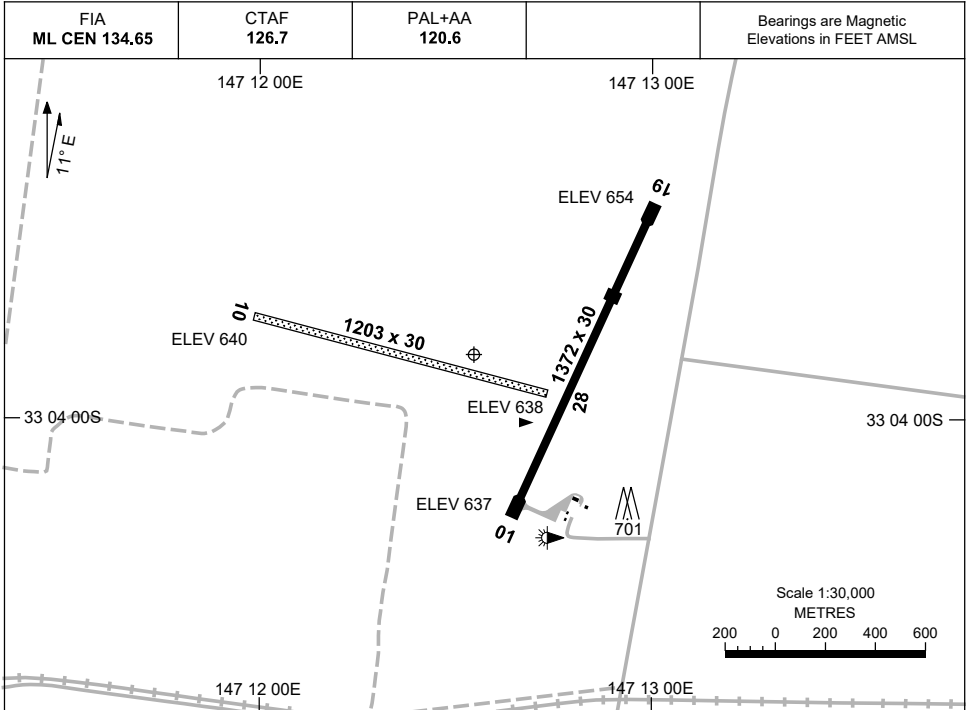 FIA
ML CEN 134.65
CTAF
126.7
PAL+AA
120.6
Bearings are Magnetic
Elevations in FEET AMSL
147 12 00E
147 13 00E
11° E
19
ELEV 654
10
1203 x 30
ELEV 640
1372 x 30
ELEV 638
28
33 04 00S
33 04 00S
ELEV 637
01
701
Scale 1:30,000
METRES
200 0 200 400 600
147 12 00E
147 13 00E